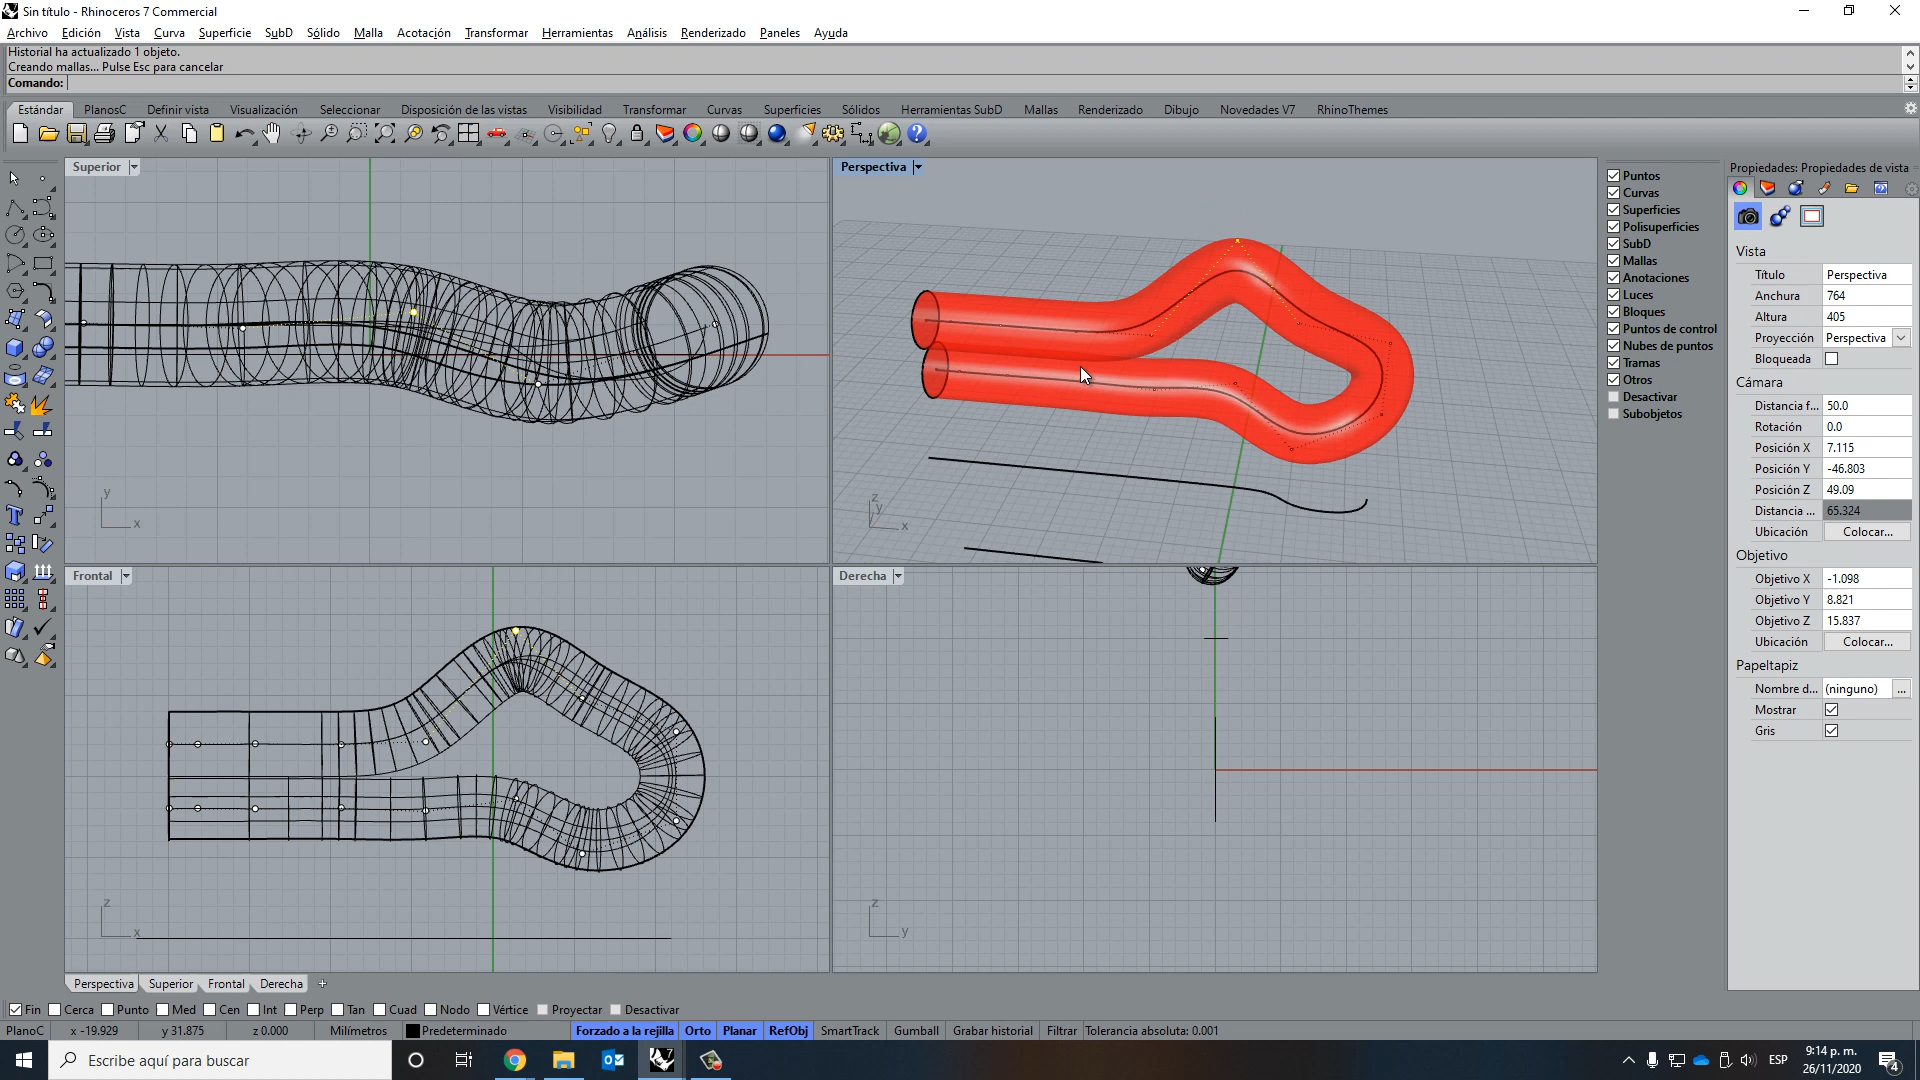 Sin título - Rhinoceros 7 Commercial
Archivo Edición Vista Curva Superficie SubD Sólido Malla Acotación Transformar Herramientas Análisis Renderizado Paneles Ayuda
Historial ha actualizado 1 objeto.
Creando mallas... Pulse Esc para cancelar
Comando:
Estándar PlanosC Definir vista Visualización Seleccionar Disposición de las vistas Visibilidad Transformar Curvas Superficies Sólidos Herramientas SubD Mallas Renderizado Dibujo Novedades V7 RhinoThemes
Superior
y
x
Perspectiva
z
y
x
Frontal
z
x
Derecha
z
y
Puntos
Curvas
Superficies
Polisuperficies
SubD
Mallas
Anotaciones
Luces
Bloques
Puntos de control
Nubes de puntos
Tramas
Otros
Desactivar
Subobjetos
Propiedades: Propiedades de vista
Vista
Título Perspectiva
Anchura 764
Altura 405
Proyección Perspectiva
Bloqueada
Cámara
Distancia f... 50.0
Rotación 0.0
Posición X 7.115
Posición Y -46.803
Posición Z 49.09
Distancia ... 65.324
Ubicación Colocar...
Objetivo
Objetivo X -1.098
Objetivo Y 8.821
Objetivo Z 15.837
Ubicación Colocar...
Papeltapiz
Nombre d... (ninguno) ...
Mostrar
Gris
Perspectiva Superior Frontal Derecha
Fin Cerca Punto Med Cen Int Perp Tan Cuad Nodo Vértice Proyectar Desactivar
PlanoC x -19.929 y 31.875 z 0.000 Milímetros Predeterminado Forzado a la rejilla Orto Planar RefObj SmartTrack Gumball Grabar historial Filtrar Tolerancia absoluta: 0.001
Escribe aquí para buscar
ESP
9:14 p. m.
26/11/2020
4